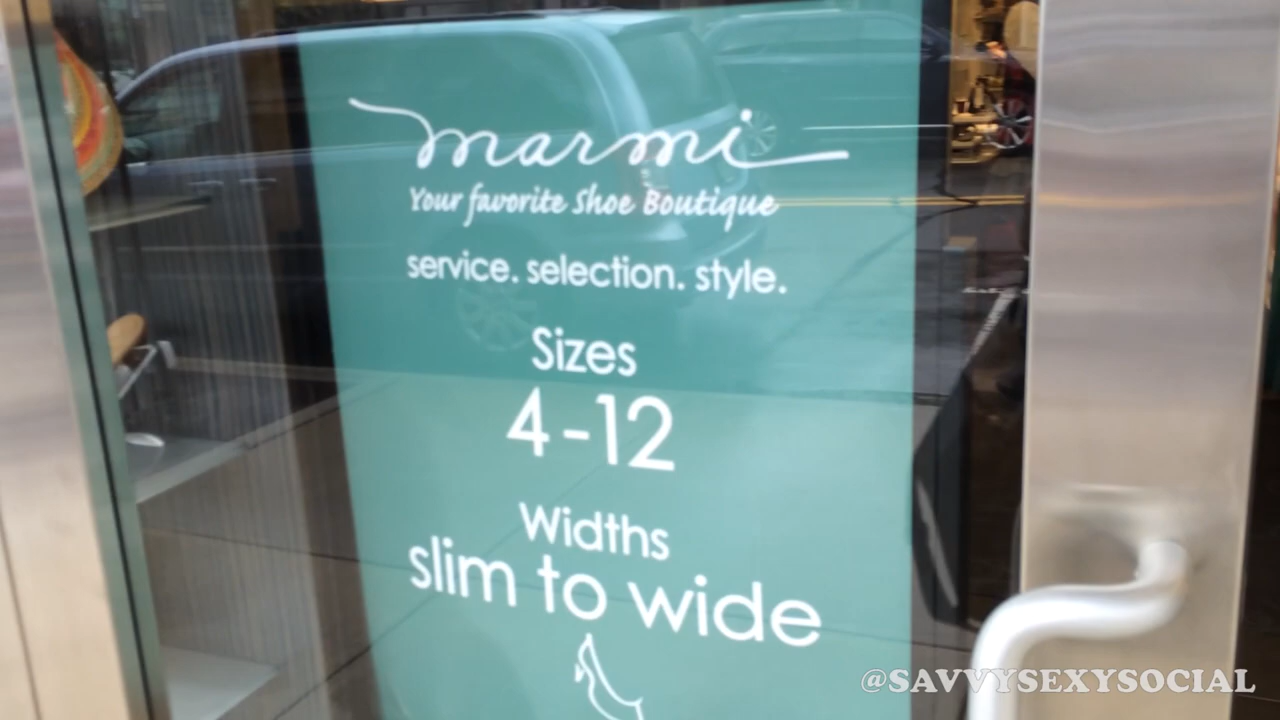 marmi
Your favorite Shoe Boutique
service. selection. style.
Sizes
4-12
Widths
slim to wide
@SAVVYSEXYSOCIAL